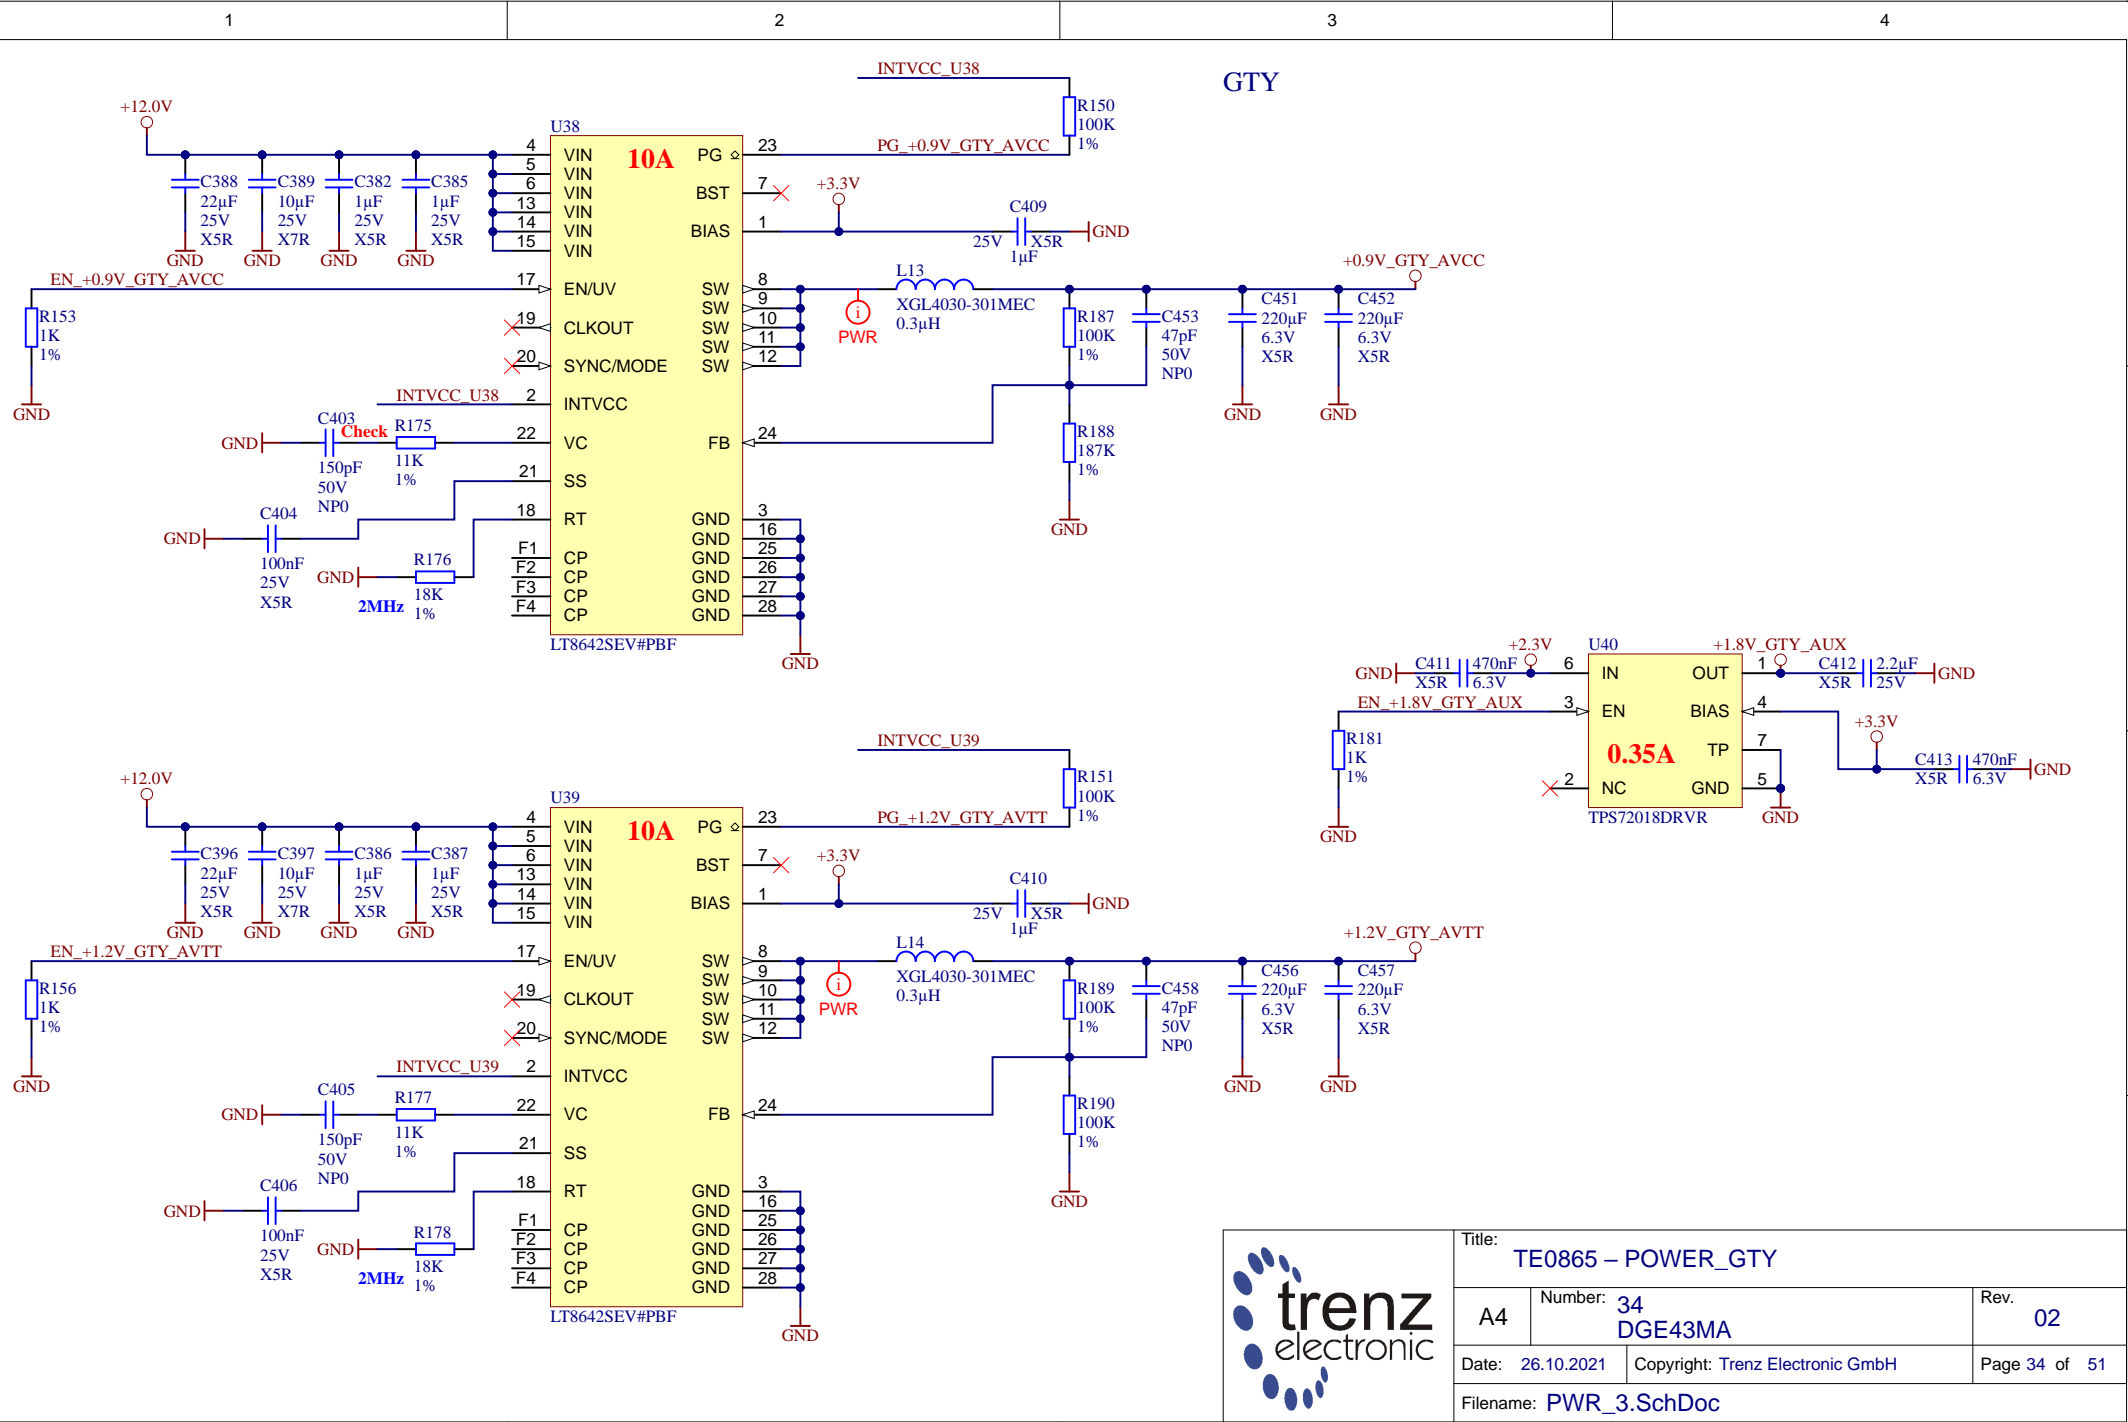 1 2 3 4
GTY
INTVCC_U38
R150
100K
1%
PG_+0.9V_GTY_AVCC
+12.0V
C388
22µF
25V
X5R
GND
C389
10µF
25V
X7R
GND
C382
1µF
25V
X5R
GND
C385
1µF
25V
X5R
GND
EN_+0.9V_GTY_AVCC
R153
1K
1%
GND
INTVCC_U38
C403
150pF
50V
NP0
GND
Check
R175
11K
1%
C404
100nF
25V
X5R
GND
R176
18K
1%
GND
2MHz
U38
10A
4 VIN
5 VIN
6 VIN
13 VIN
14 VIN
15 VIN
17 EN/UV
19 CLKOUT
20 SYNC/MODE
2 INTVCC
22 VC
21 SS
18 RT
F1 CP
F2 CP
F3 CP
F4 CP
PG 23
BST 7
BIAS 1
SW 8
SW 9
SW 10
SW 11
SW 12
FB 24
GND 3
GND 16
GND 25
GND 26
GND 27
GND 28
LT8642SEV#PBF
GND
+3.3V
C409
25V X5R
1µF
GND
i
PWR
L13
XGL4030-301MEC
0.3µH
R187
100K
1%
C453
47pF
50V
NP0
C451
220µF
6.3V
X5R
GND
C452
220µF
6.3V
X5R
GND
+0.9V_GTY_AVCC
R188
187K
1%
GND
+2.3V
GND
C411 470nF
X5R 6.3V
EN_+1.8V_GTY_AUX
R181
1K
1%
GND
U40
6 IN
3 EN
2 NC
0.35A
OUT 1
BIAS 4
TP 7
GND 5
TPS72018DRVR
+1.8V_GTY_AUX
C412 2.2µF
X5R 25V
GND
+3.3V
C413 470nF
X5R 6.3V
GND
GND
INTVCC_U39
R151
100K
1%
PG_+1.2V_GTY_AVTT
+12.0V
C396
22µF
25V
X5R
GND
C397
10µF
25V
X7R
GND
C386
1µF
25V
X5R
GND
C387
1µF
25V
X5R
GND
EN_+1.2V_GTY_AVTT
R156
1K
1%
GND
INTVCC_U39
C405
150pF
50V
NP0
GND
R177
11K
1%
C406
100nF
25V
X5R
GND
R178
18K
1%
GND
2MHz
U39
10A
4 VIN
5 VIN
6 VIN
13 VIN
14 VIN
15 VIN
17 EN/UV
19 CLKOUT
20 SYNC/MODE
2 INTVCC
22 VC
21 SS
18 RT
F1 CP
F2 CP
F3 CP
F4 CP
PG 23
BST 7
BIAS 1
SW 8
SW 9
SW 10
SW 11
SW 12
FB 24
GND 3
GND 16
GND 25
GND 26
GND 27
GND 28
LT8642SEV#PBF
GND
+3.3V
C410
25V X5R
1µF
GND
i
PWR
L14
XGL4030-301MEC
0.3µH
R189
100K
1%
C458
47pF
50V
NP0
C456
220µF
6.3V
X5R
GND
C457
220µF
6.3V
X5R
GND
+1.2V_GTY_AVTT
R190
100K
1%
GND
trenz
electronic
Title:
TE0865 – POWER_GTY
A4
Number: 34
DGE43MA
Rev.
02
Date: 26.10.2021
Copyright: Trenz Electronic GmbH
Page 34 of 51
Filename: PWR_3.SchDoc